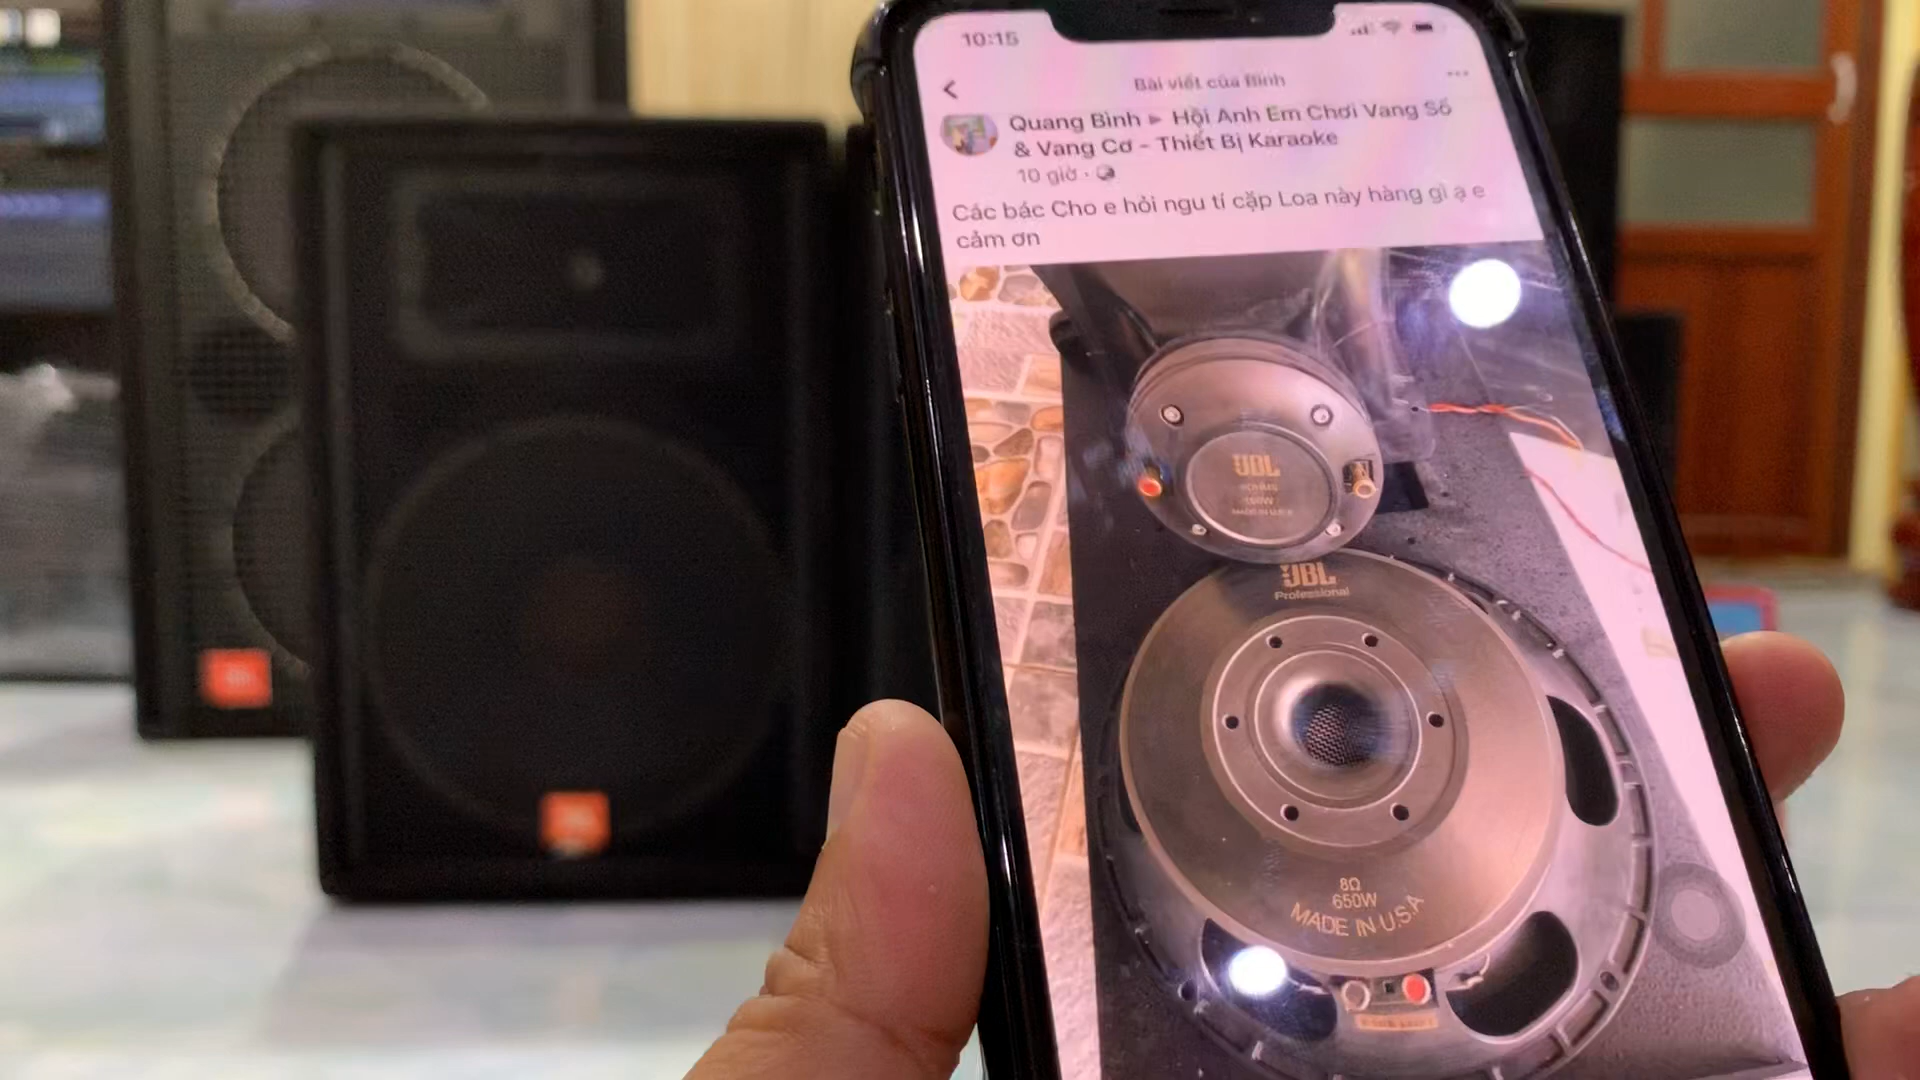 10:15
Bài viết của Bình
Quang Bình ▸ Hội Anh Em Chơi Vang Số
& Vang Cơ - Thiết Bị Karaoke
10 giờ ·
Các bác Cho e hỏi ngu tí cặp Loa này hàng gì ạ e
cảm ơn
JBL
MADE IN U.S.A
JBL
Professional
8Ω
650W
MADE IN U.S.A